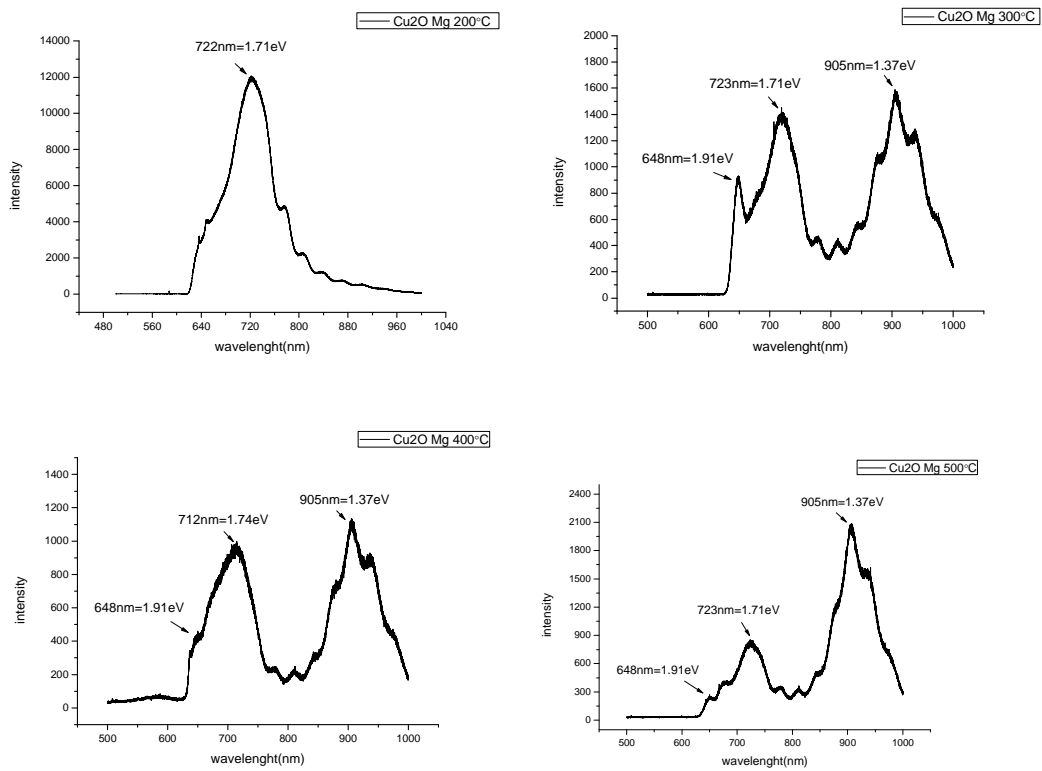 Cu2O Mg 200°C
722nm=1.71eV
14000
12000
10000
8000
6000
4000
2000
0
intensity
480 560 640 720 800 880 960 1040
wavelenght(nm)
Cu2O Mg 300°C
905nm=1.37eV
723nm=1.71eV
648nm=1.91eV
2000
1800
1600
1400
1200
1000
800
600
400
200
0
intensity
500 600 700 800 900 1000
wavelenght(nm)
Cu2O Mg 400°C
905nm=1.37eV
712nm=1.74eV
648nm=1.91eV
1400
1200
1000
800
600
400
200
0
intensity
500 600 700 800 900 1000
wavelenght(nm)
Cu2O Mg 500°C
905nm=1.37eV
723nm=1.71eV
648nm=1.91eV
2400
2100
1800
1500
1200
900
600
300
0
intensity
500 600 700 800 900 1000
wavelenght(nm)